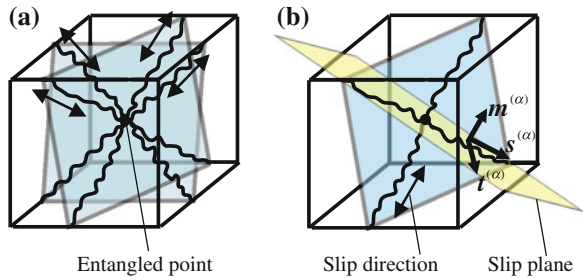 (a)
(b)
m^(α)
s^(α)
t^(α)
Entangled point
Slip direction
Slip plane